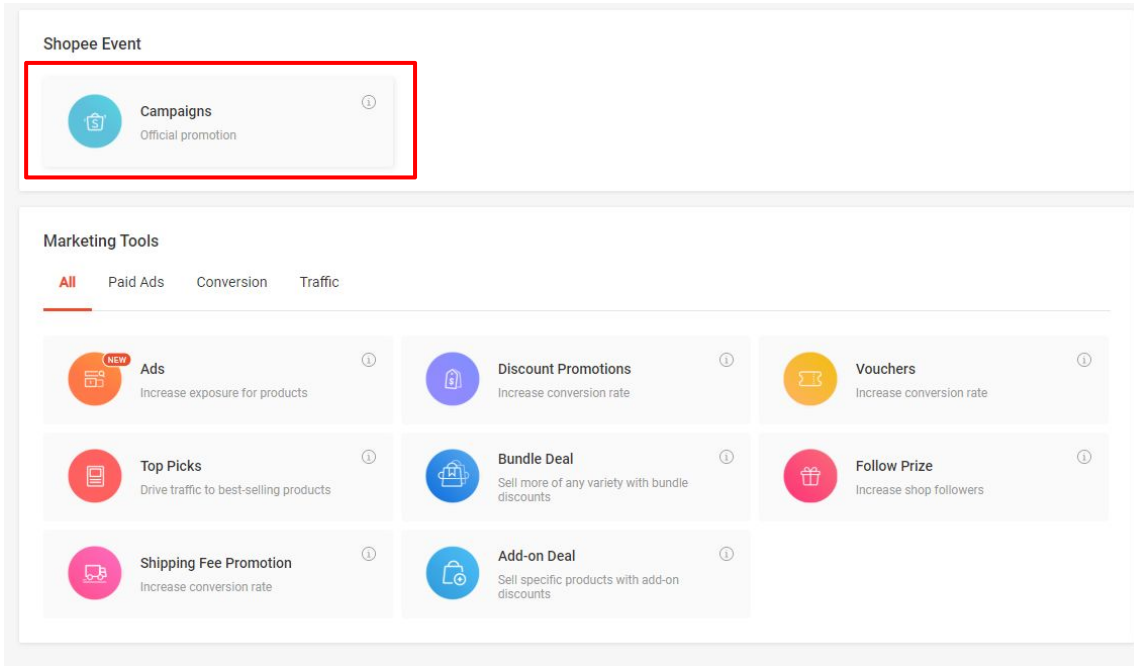 Shopee Event
Campaigns
Official promotion
Marketing Tools
All Paid Ads Conversion Traffic
NEW
Ads
Increase exposure for products
Discount Promotions
Increase conversion rate
Vouchers
Increase conversion rate
Top Picks
Drive traffic to best-selling products
Bundle Deal
Sell more of any variety with bundle
discounts
Follow Prize
Increase shop followers
Shipping Fee Promotion
Increase conversion rate
Add-on Deal
Sell specific products with add-on
discounts